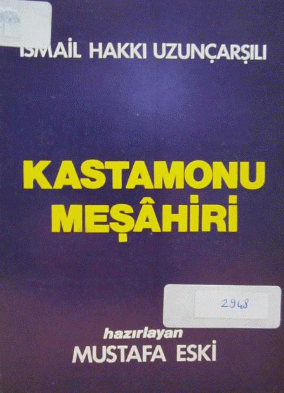 İSMAİL HAKKI UZUNÇARŞILI
KASTAMONU
MEŞÂHİRİ
2948
hazırlayan
MUSTAFA ESKİ